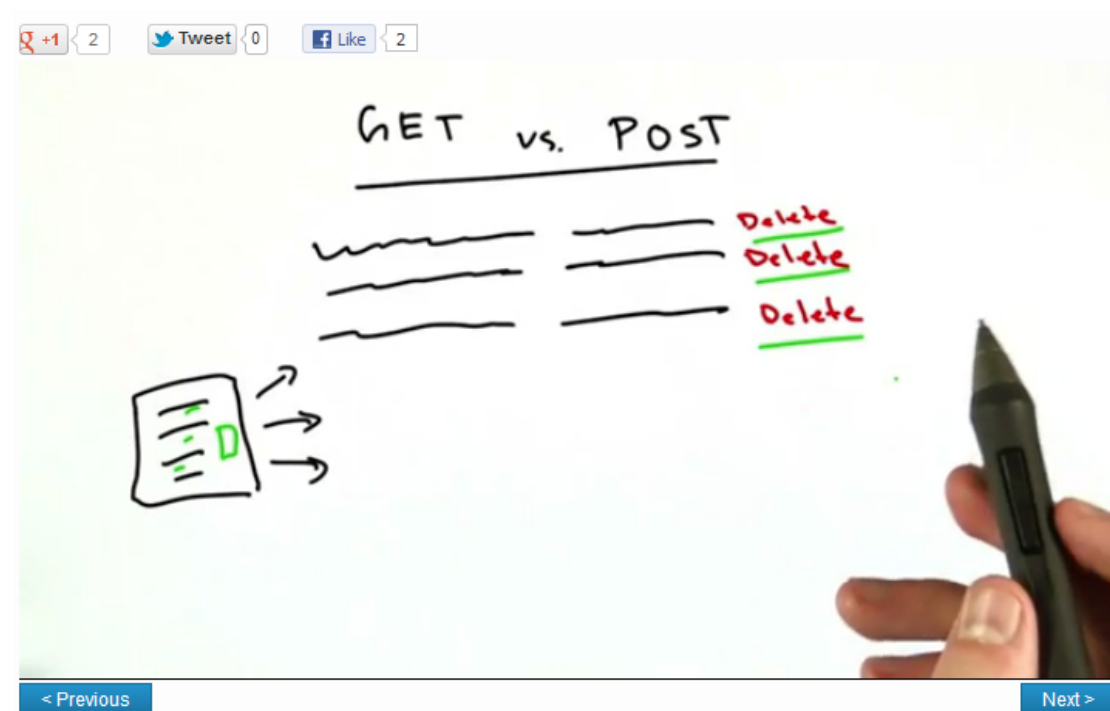 +1 2 Tweet 0 Like 2
GET vs. POST
Delete
Delete
Delete
D
< Previous Next >